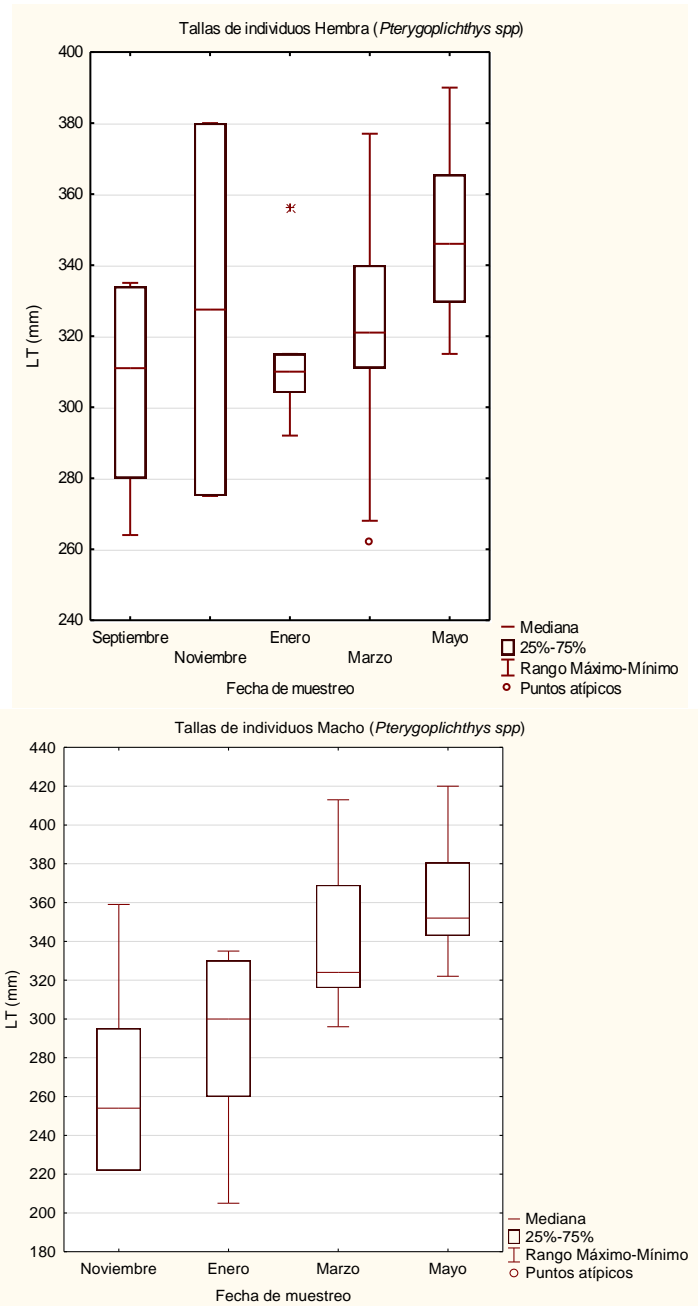 Tallas de individuos Hembra (Pterygoplichthys spp)
400
380
360
340
320
300
280
260
240
LT (mm)
Septiembre
Noviembre
Enero
Marzo
Mayo
Fecha de muestreo
Mediana
25%-75%
Rango Máximo-Mínimo
Puntos atípicos
Tallas de individuos Macho (Pterygoplichthys spp)
440
420
400
380
360
340
320
300
280
260
240
220
200
180
LT (mm)
Noviembre Enero Marzo Mayo
Fecha de muestreo
Mediana
25%-75%
Rango Máximo-Mínimo
Puntos atípicos